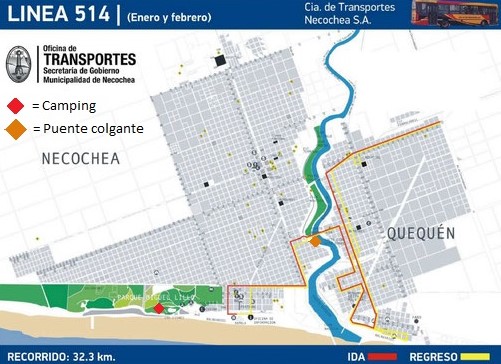 LINEA 514 | (Enero y febrero)
Cia. de Transportes
Necochea S.A.
Oficina de
TRANSPORTES
Secretaría de Gobierno
Municipalidad de Necochea
= Camping
= Puente colgante
NECOCHEA
QUEQUÉN
PARQUE MIGUEL LILLO
RECORRIDO: 32.3 km.
IDA
REGRESO